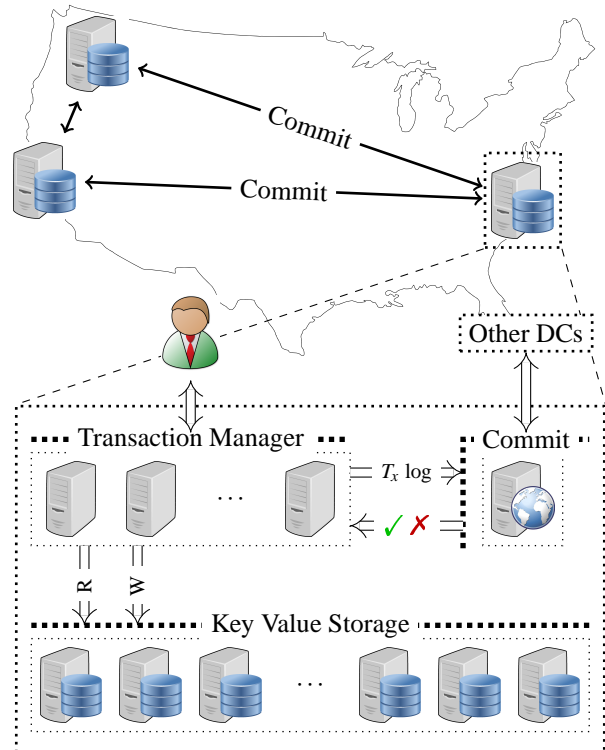 Commit
Commit
Other DCs
Transaction Manager
Commit
...
Tx log
✓ ✗
R
W
Key Value Storage
...